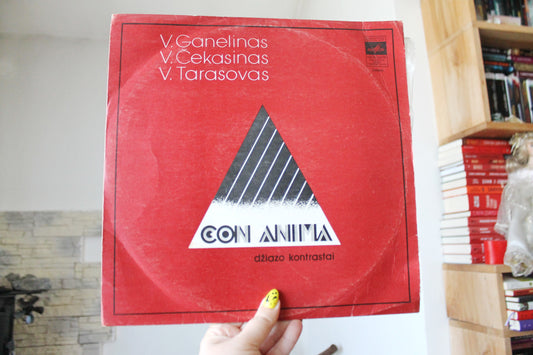 V. Ganelinas
V. Čekasinas
V. Tarasovas
CON ANIMA
džiazo kontrastai